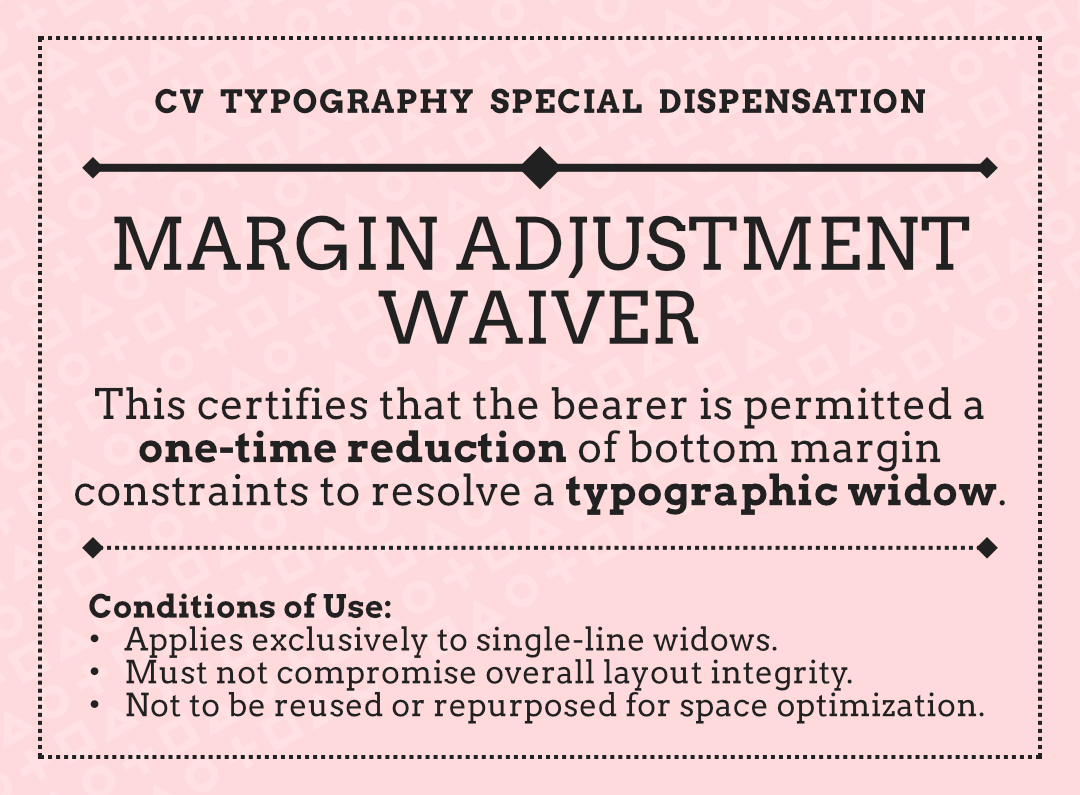 CV TYPOGRAPHY SPECIAL DISPENSATION
MARGIN ADJUSTMENT
WAIVER
This certifies that the bearer is permitted a
one-time reduction of bottom margin
constraints to resolve a typographic widow.
Conditions of Use:
• Applies exclusively to single-line widows.
• Must not compromise overall layout integrity.
• Not to be reused or repurposed for space optimization.